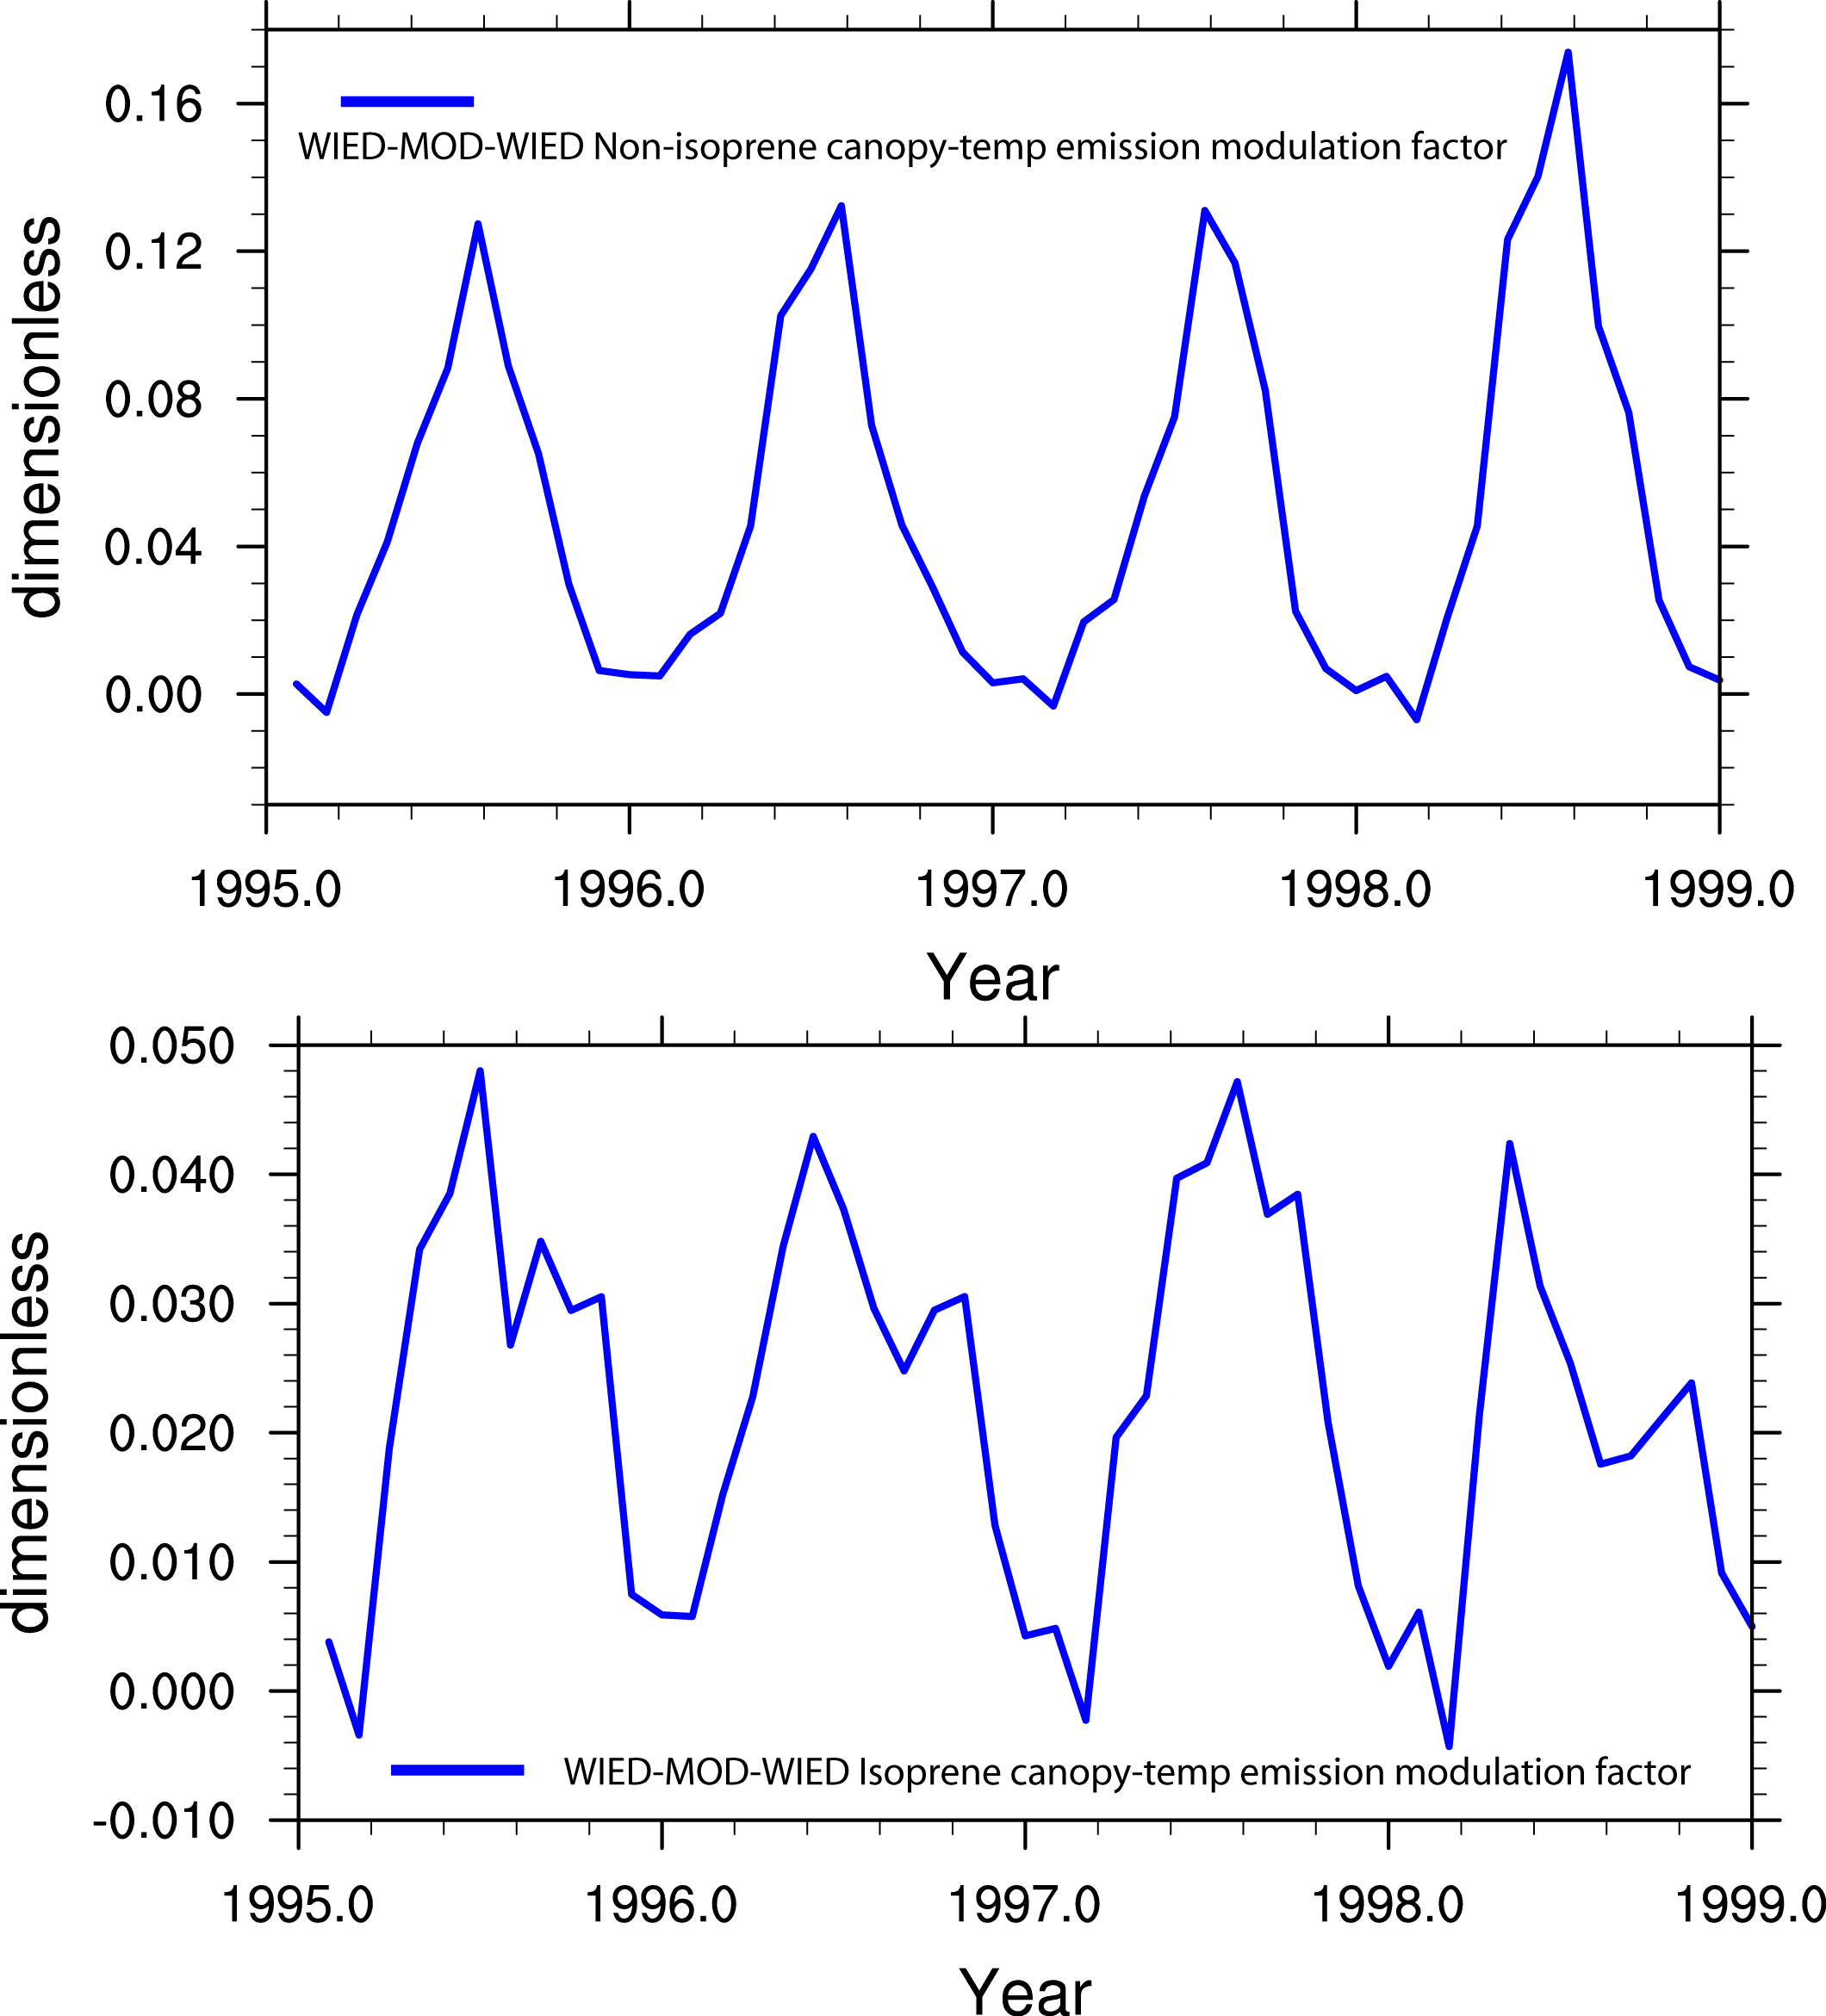 0.16
WIED-MOD-WIED Non-isoprene canopy-temp emission modulation factor
0.12
0.08
0.04
0.00
dimensionless
1995.0 1996.0 1997.0 1998.0 1999.0
Year
0.050
0.040
0.030
0.020
0.010
0.000
-0.010
dimensionless
WIED-MOD-WIED Isoprene canopy-temp emission modulation factor
1995.0 1996.0 1997.0 1998.0 1999.0
Year